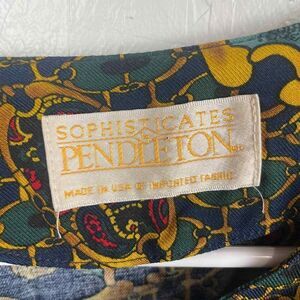 SOPHISTICATES
PENDLETON
MADE IN USA OF IMPORTED FABRIC